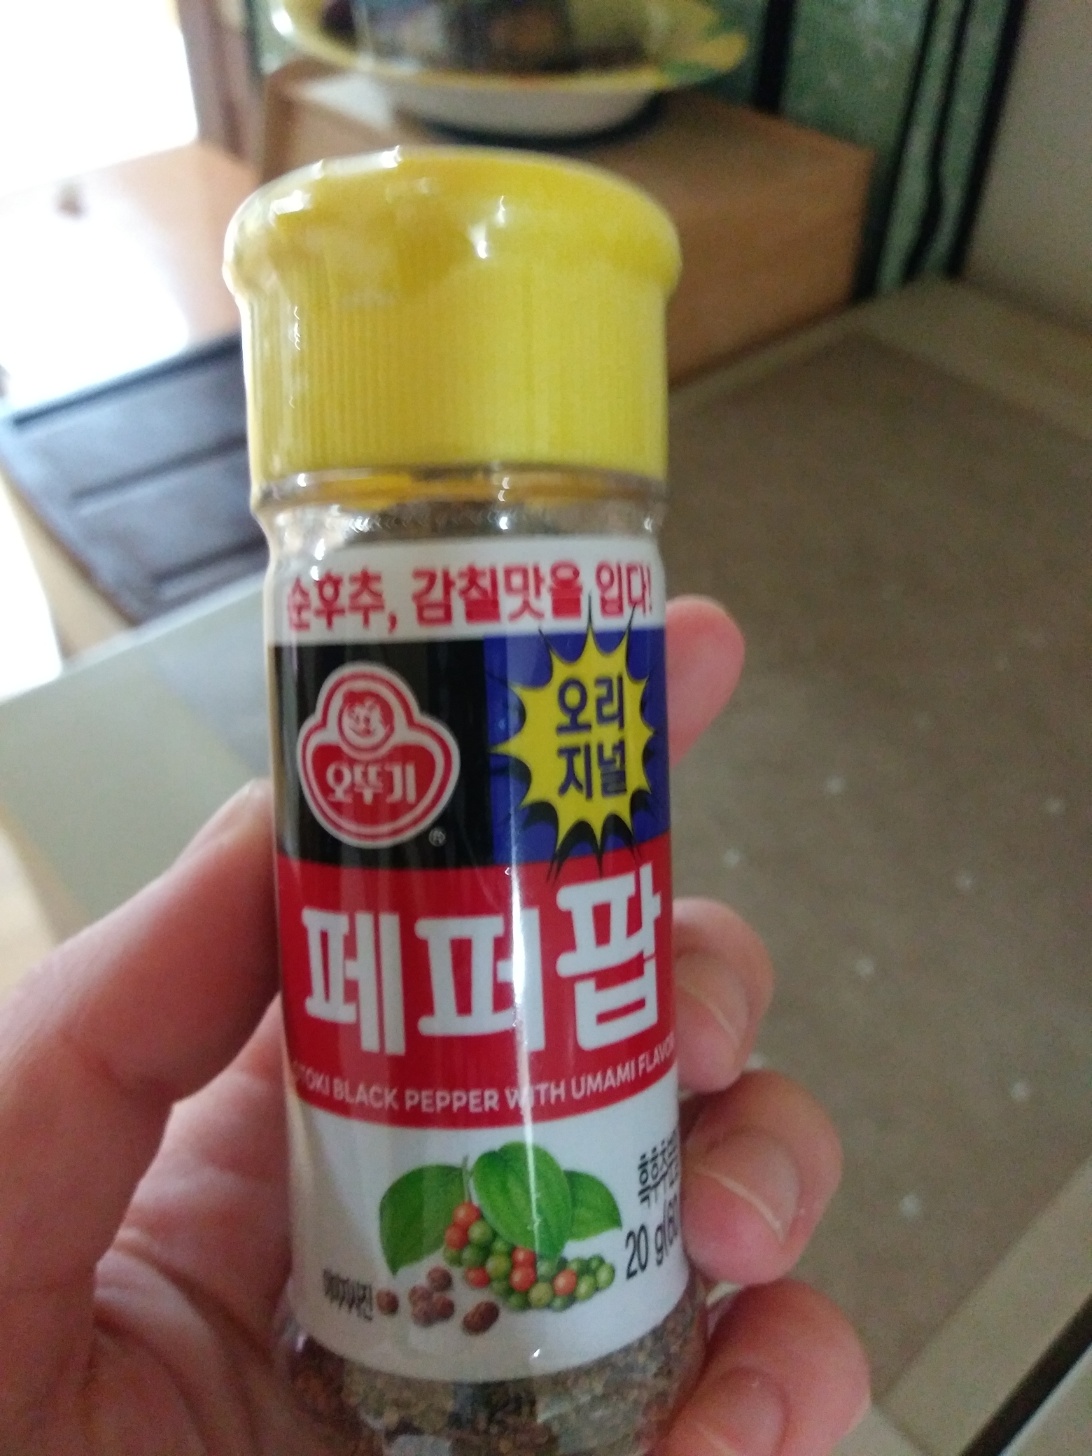 순후추, 감칠맛을 입다!
오뚜기
®
오리
지널
페퍼팝
BLACK PEPPER WITH UMAMI FLAVOR
20 g